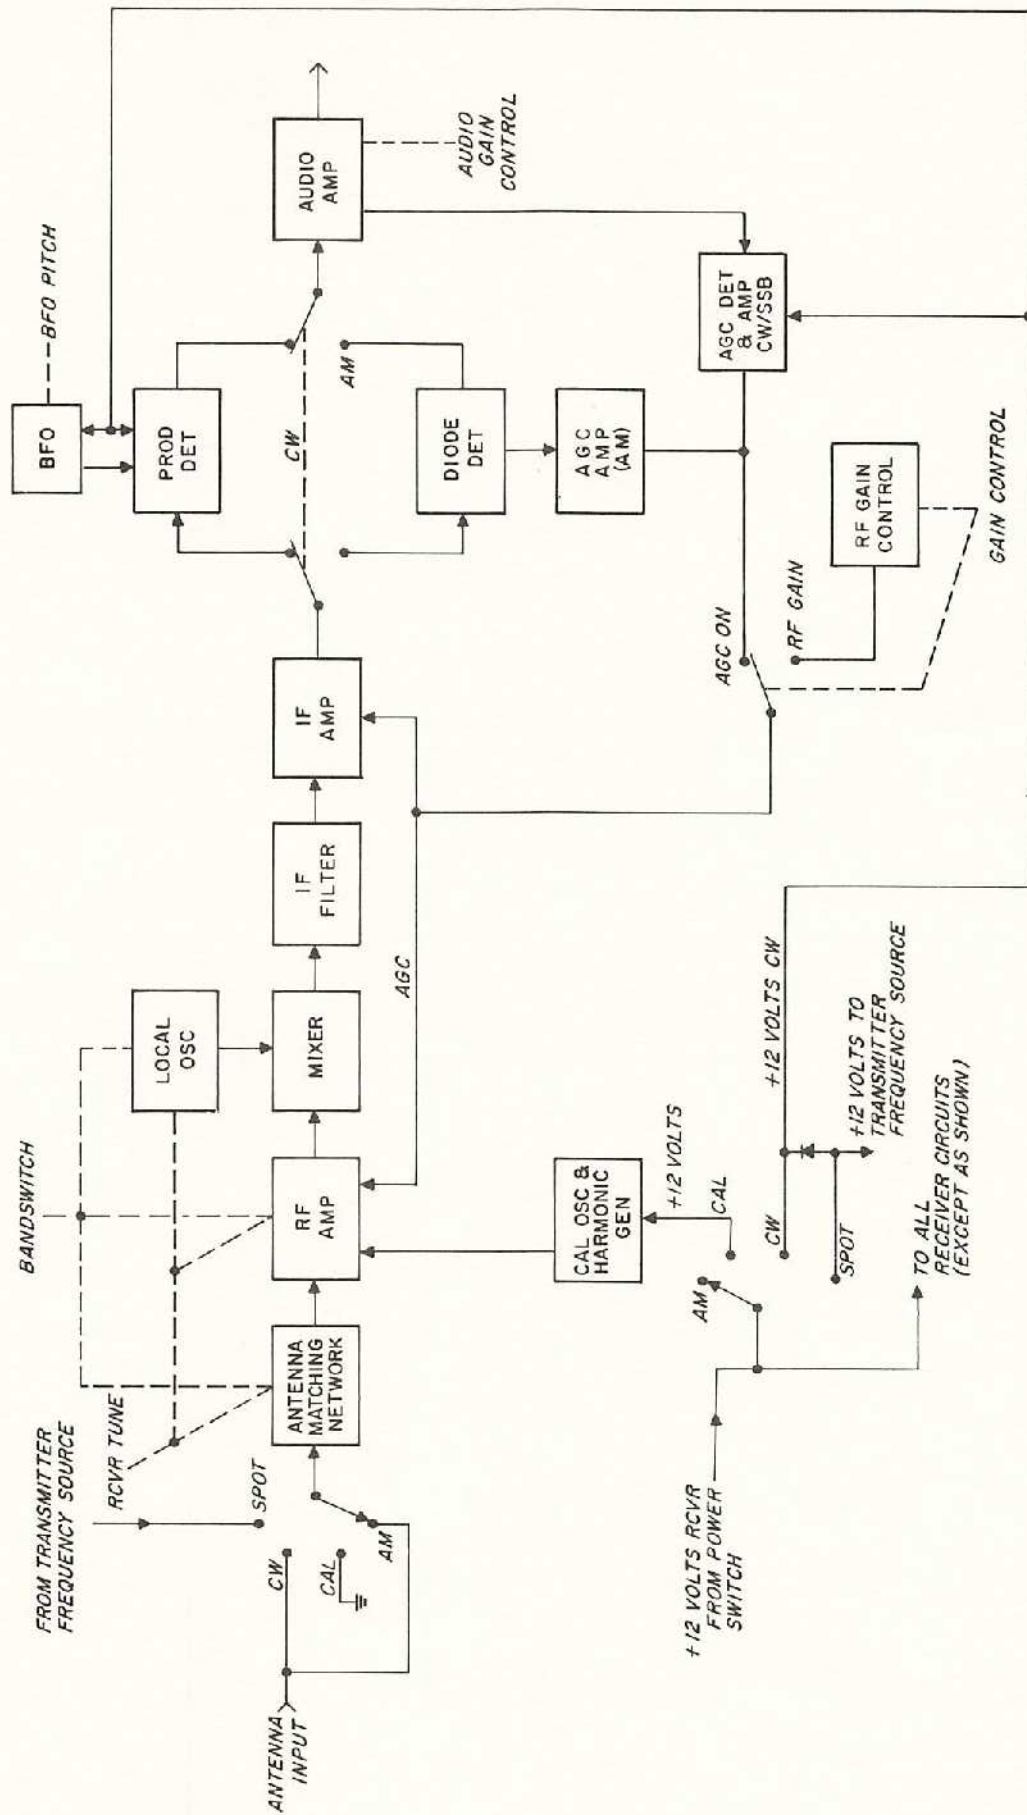 BFO
BFO PITCH
PROD
DET
AUDIO
AMP
AUDIO
GAIN
CONTROL
CW
AM
DIODE
DET
AGC
AMP
(AM)
AGC DET
& AMP
CW/SSB
RF GAIN
CONTROL
GAIN CONTROL
AGC ON
RF GAIN
IF
AMP
IF
FILTER
AGC
LOCAL
OSC
MIXER
BANDSWITCH
RF
AMP
RCVR TUNE
ANTENNA
MATCHING
NETWORK
FROM TRANSMITTER
FREQUENCY SOURCE
SPOT
CW
CAL
AM
ANTENNA
INPUT
CAL OSC &
HARMONIC
GEN
+12 VOLTS
CAL
AM
CW
SPOT
+12 VOLTS CW
+12 VOLTS TO
TRANSMITTER
FREQUENCY SOURCE
TO ALL
RECEIVER CIRCUITS
(EXCEPT AS SHOWN)
+12 VOLTS RCVR
FROM POWER
SWITCH